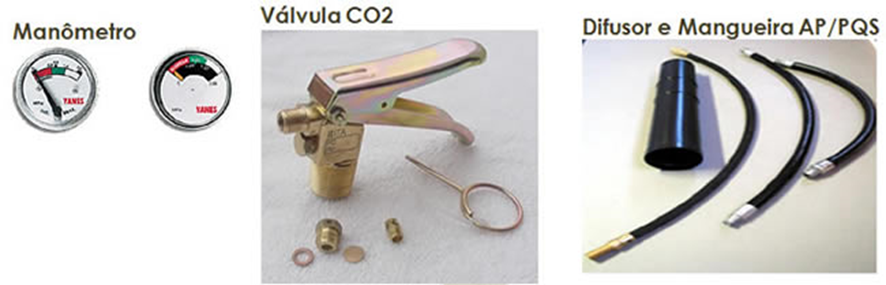 Manômetro
YANES
YANES
Válvula CO2
Difusor e Mangueira AP/PQS